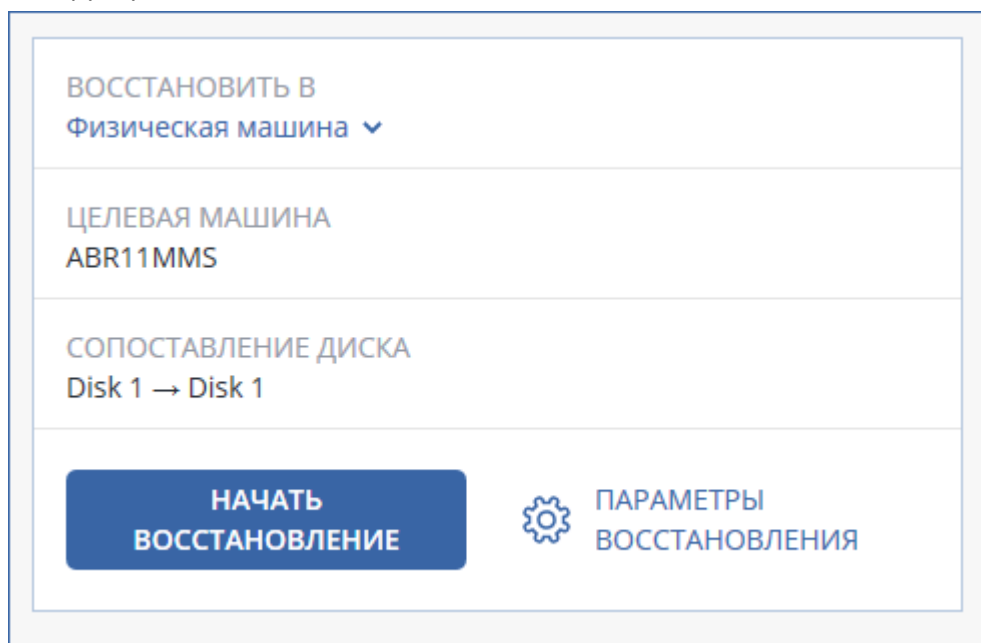 ВОССТАНОВИТЬ В
Физическая машина
ЦЕЛЕВАЯ МАШИНА
ABR11MMS
СОПОСТАВЛЕНИЕ ДИСКА
Disk 1 → Disk 1
НАЧАТЬ
ВОССТАНОВЛЕНИЕ
ПАРАМЕТРЫ
ВОССТАНОВЛЕНИЯ